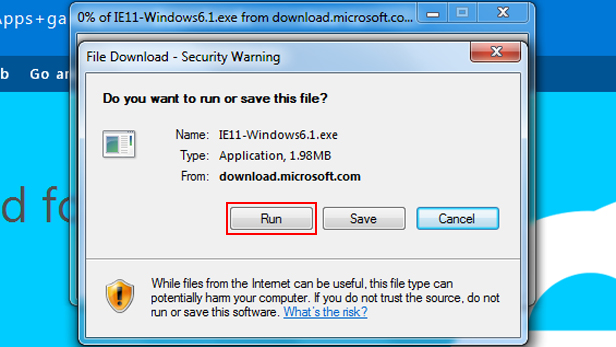 Apps+ga
0% of IE11-Windows6.1.exe from download.microsoft.co...
b Go an
File Download - Security Warning
Do you want to run or save this file?
Name: IE11-Windows6.1.exe
Type: Application, 1.98MB
From: download.microsoft.com
d fo
Run Save Cancel
While files from the Internet can be useful, this file type can
potentially harm your computer. If you do not trust the source, do not
run or save this software. What's the risk?